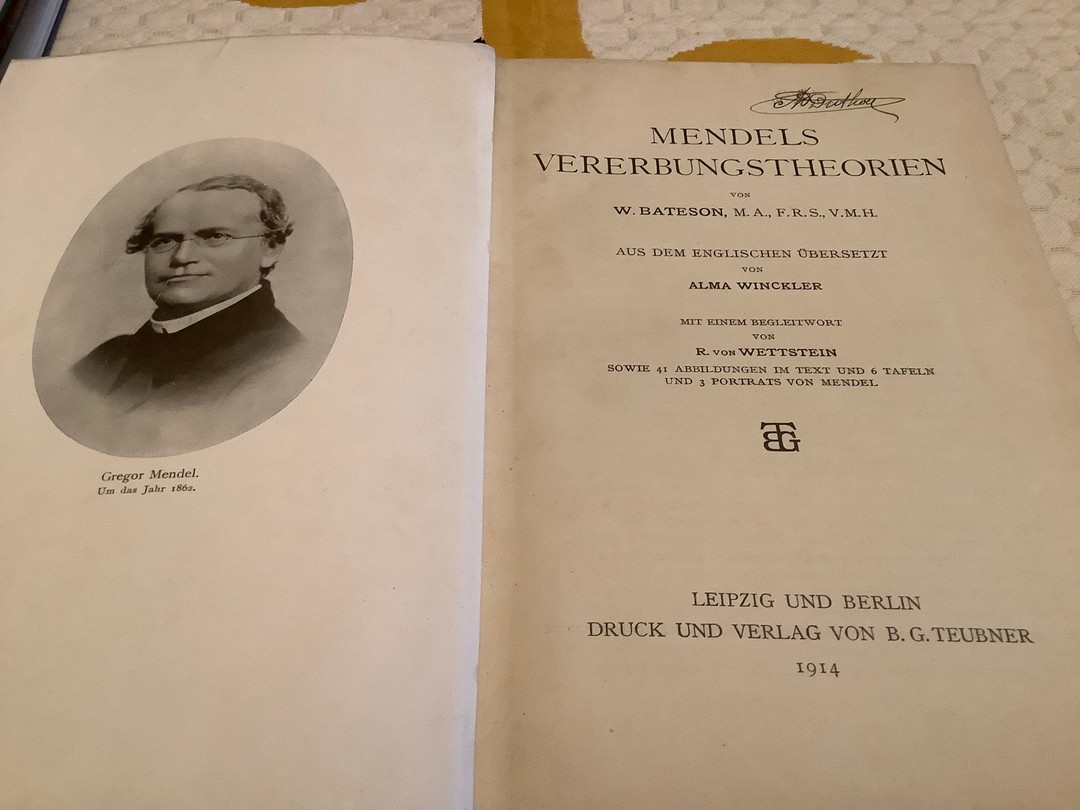 Gregor Mendel.
Um das Jahr 1862.
MENDELS
VERERBUNGSTHEORIEN
VON
W. BATESON, M. A., F. R. S., V. M. H.
AUS DEM ENGLISCHEN ÜBERSETZT
VON
ALMA WINCKLER
MIT EINEM BEGLEITWORT
VON
R. VON WETTSTEIN
SOWIE 41 ABBILDUNGEN IM TEXT UND 6 TAFELN
UND 3 PORTRATS VON MENDEL
BTG
LEIPZIG UND BERLIN
DRUCK UND VERLAG VON B. G. TEUBNER
1914